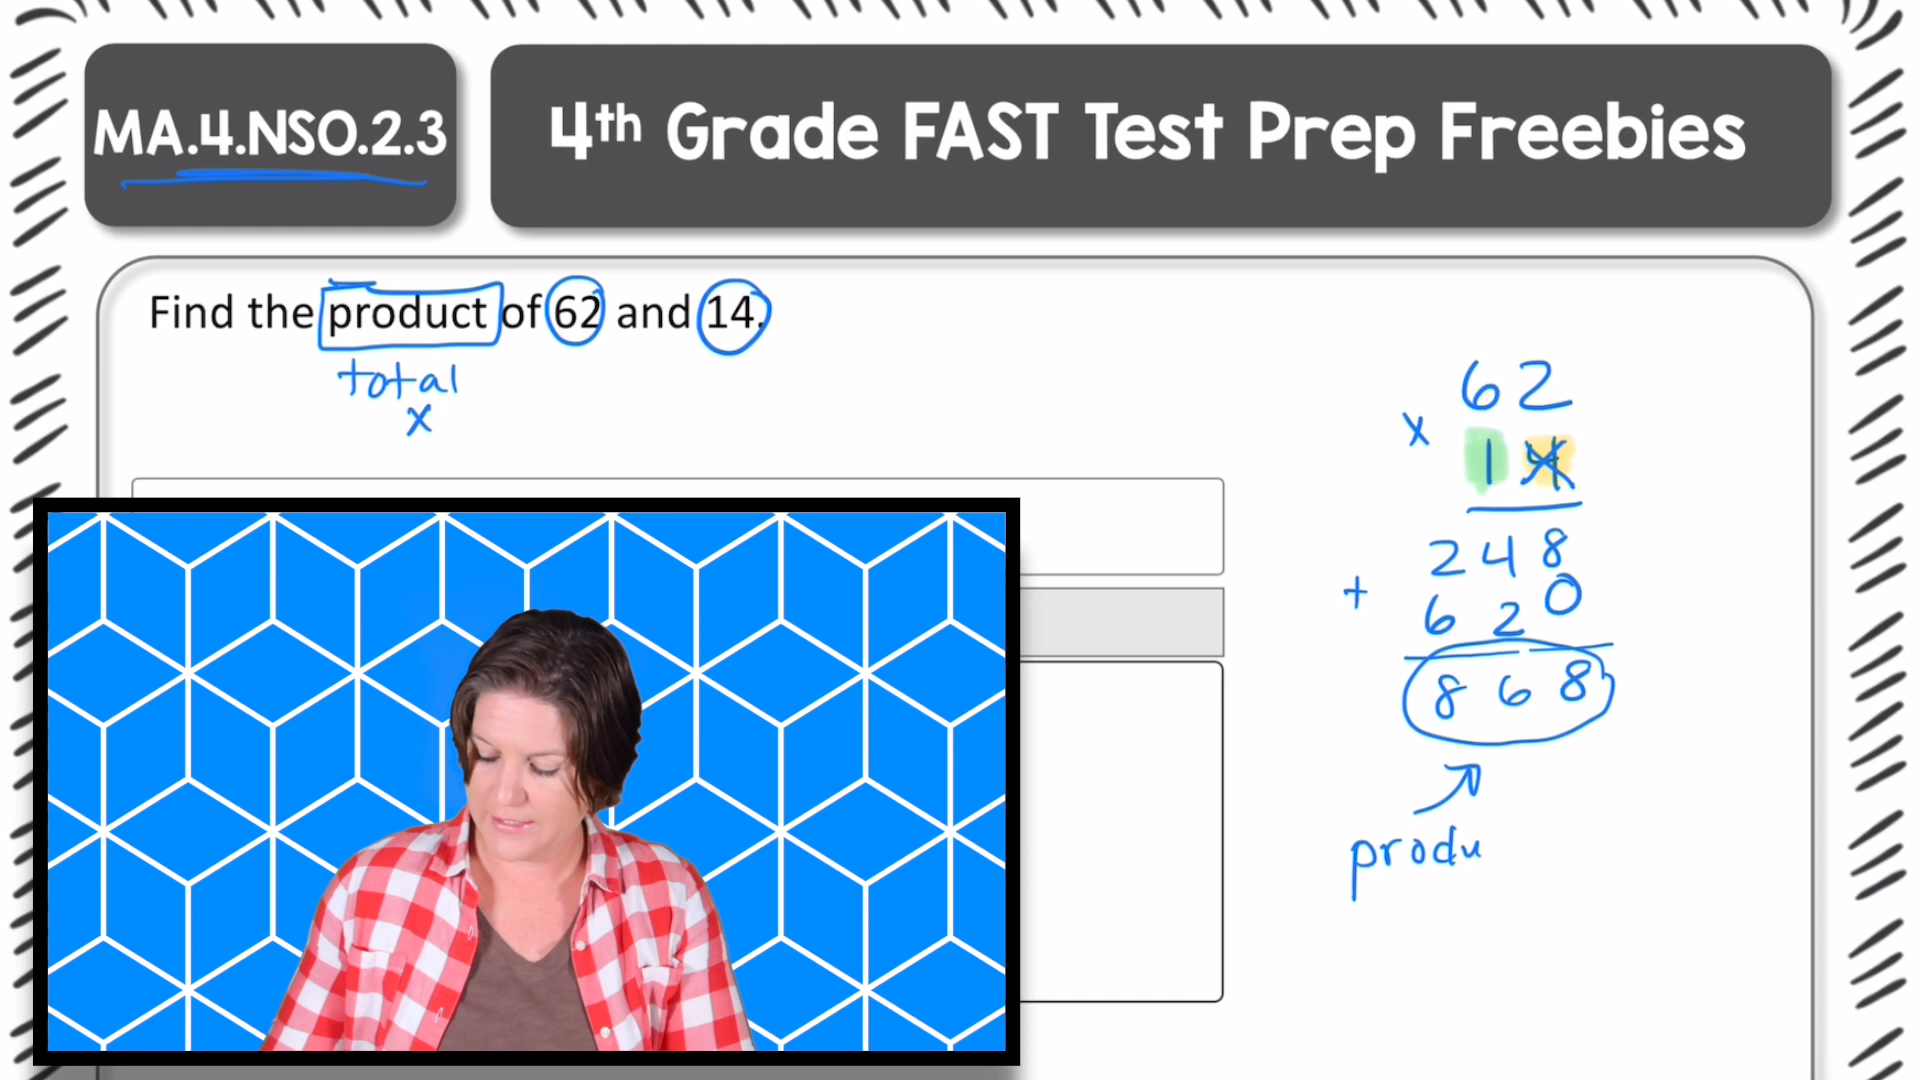 MA.4.NSO.2.3
4th Grade FAST Test Prep Freebies
Find the product of 62 and 14.
total
x
62
x 14
248
+ 620
868
produ